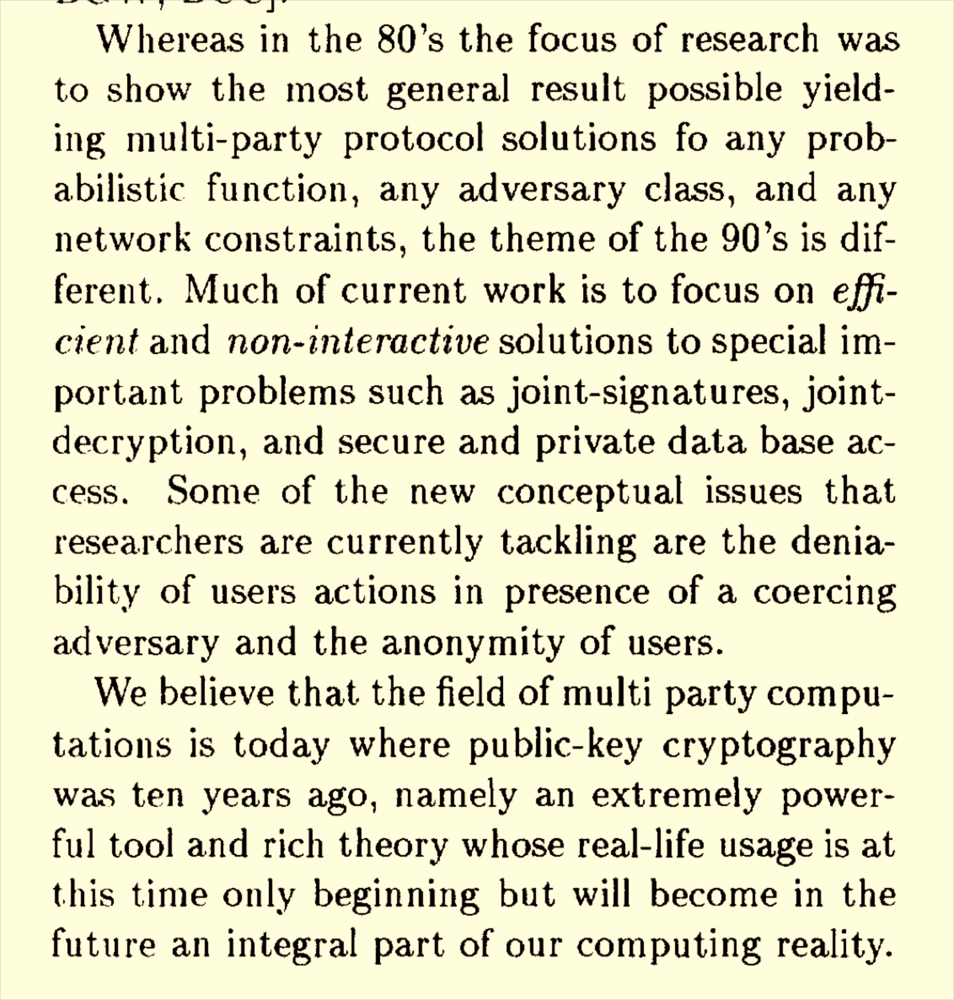 Whereas in the 80's the focus of research was
to show the most general result possible yield-
ing multi-party protocol solutions fo any prob-
abilistic function, any adversary class, and any
network constraints, the theme of the 90's is dif-
ferent. Much of current work is to focus on effi-
cient and non-interactive solutions to special im-
portant problems such as joint-signatures, joint-
decryption, and secure and private data base ac-
cess. Some of the new conceptual issues that
researchers are currently tackling are the denia-
bility of users actions in presence of a coercing
adversary and the anonymity of users.
We believe that the field of multi party compu-
tations is today where public-key cryptography
was ten years ago, namely an extremely power-
ful tool and rich theory whose real-life usage is at
this time only beginning but will become in the
future an integral part of our computing reality.